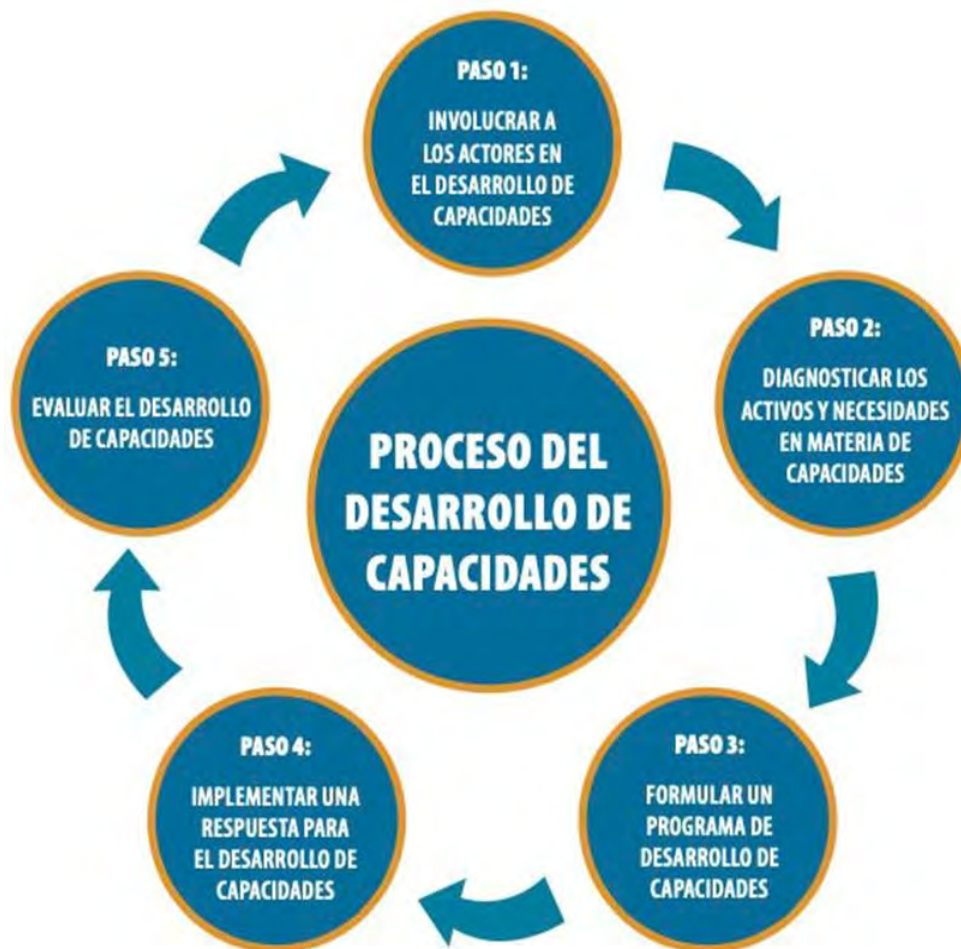 PASO 1:
INVOLUCRAR A
LOS ACTORES EN
EL DESARROLLO DE
CAPACIDADES
PASO 2:
DIAGNOSTICAR LOS
ACTIVOS Y NECESIDADES
EN MATERIA DE
CAPACIDADES
PASO 3:
FORMULAR UN
PROGRAMA DE
DESARROLLO DE
CAPACIDADES
PASO 4:
IMPLEMENTAR UNA
RESPUESTA PARA
EL DESARROLLO DE
CAPACIDADES
PASO 5:
EVALUAR EL DESARROLLO
DE CAPACIDADES
PROCESO DEL
DESARROLLO DE
CAPACIDADES